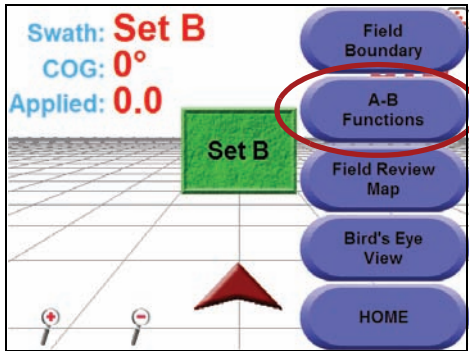 Swath: Set B
COG: 0°
Applied: 0.0
Set B
Field
Boundary
A-B
Functions
Field Review
Map
Bird's Eye
View
HOME